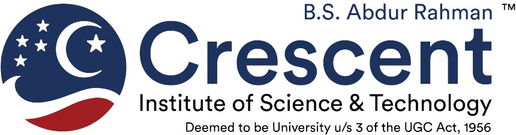 B.S. Abdur Rahman ™
Crescent
Institute of Science & Technology
Deemed to be University u/s 3 of the UGC Act, 1956